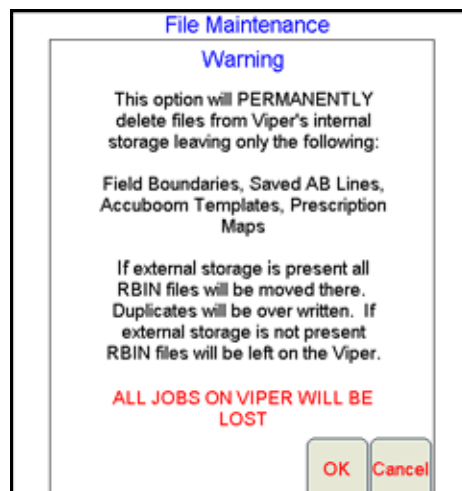 File Maintenance
Warning
This option will PERMANENTLY
delete files from Viper's internal
storage leaving only the following:
Field Boundaries, Saved AB Lines,
Accuboom Templates, Prescription
Maps
If external storage is present all
RBIN files will be moved there.
Duplicates will be over written.  If
external storage is not present
RBIN files will be left on the Viper.
ALL JOBS ON VIPER WILL BE
LOST
OK Cancel